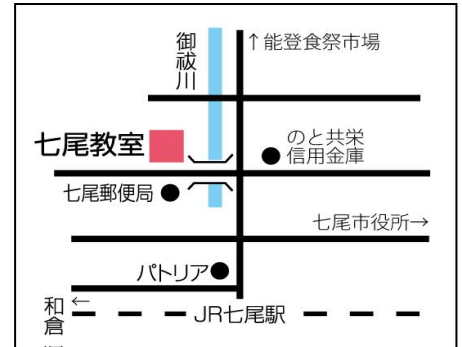 御祓川
↑能登食祭市場
七尾教室
のと共栄
信用金庫
七尾郵便局
七尾市役所→
パトリア
和倉
←
JR七尾駅